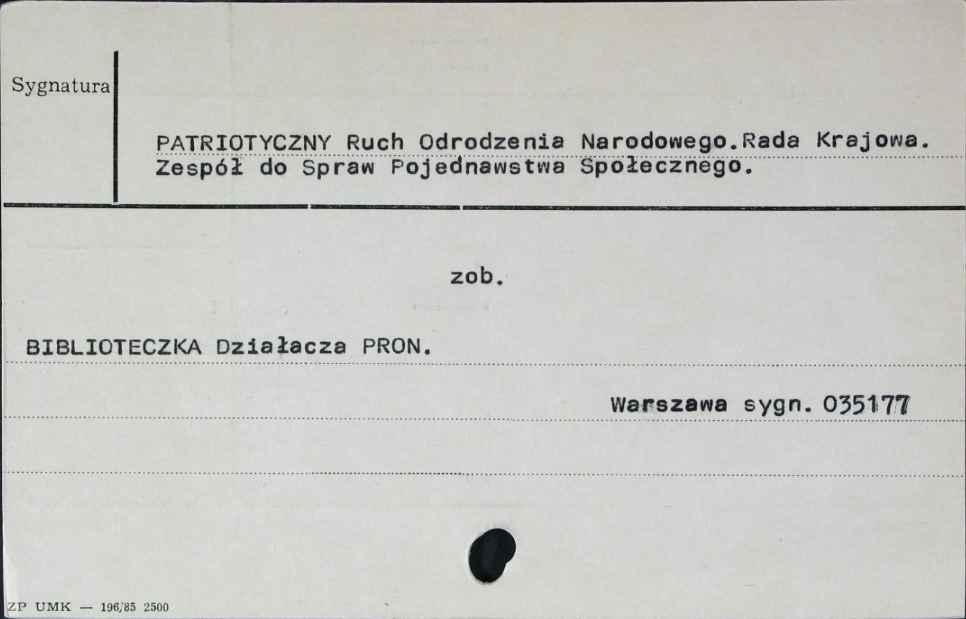 Sygnatura
PATRIOTYCZNY Ruch Odrodzenia Narodowego.Rada Krajowa.
Zespół do Spraw Pojednawstwa Społecznego.
zob.
BIBLIOTECZKA Działacza PRON.
Warszawa sygn. 035177
ZP UMK — 196/85 2500